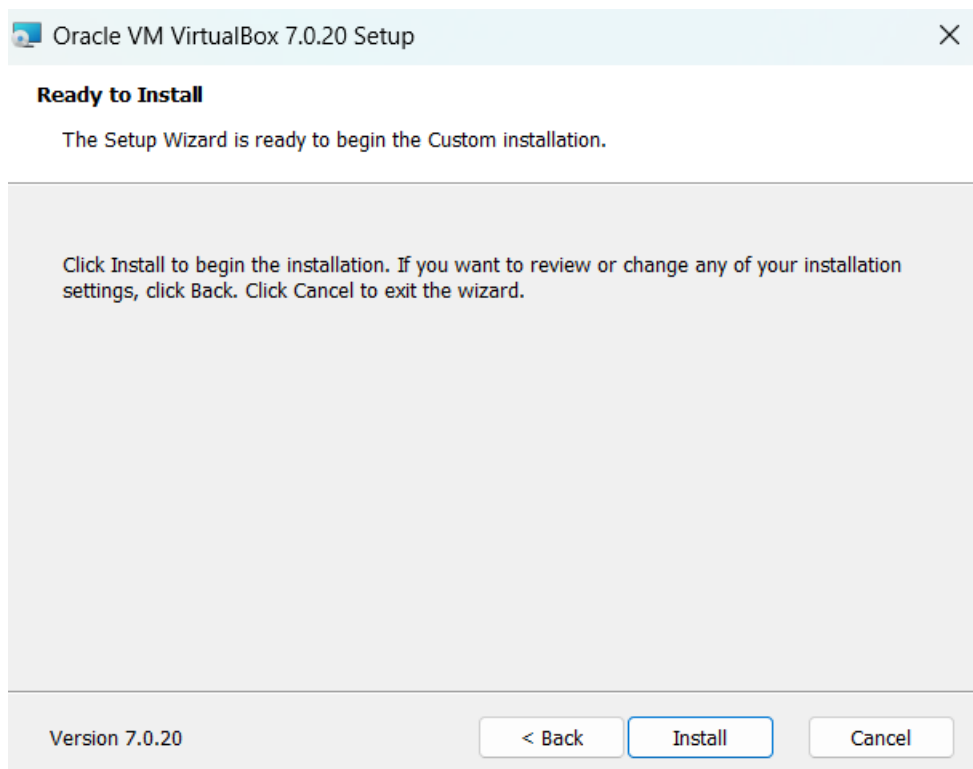 Oracle VM VirtualBox 7.0.20 Setup
Ready to Install
The Setup Wizard is ready to begin the Custom installation.
Click Install to begin the installation. If you want to review or change any of your installation
settings, click Back. Click Cancel to exit the wizard.
Version 7.0.20
< Back
Install
Cancel